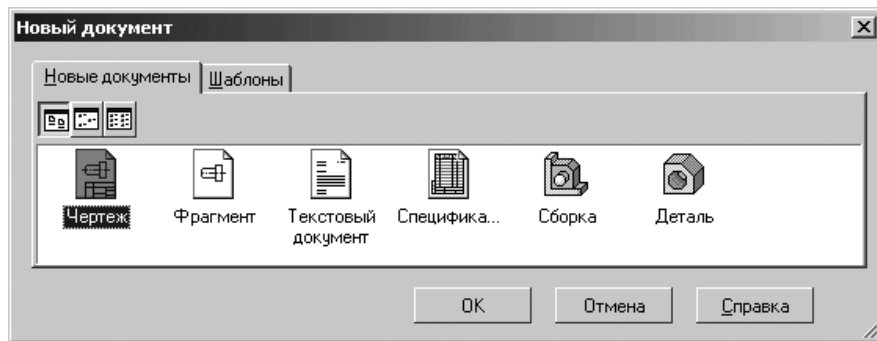 Новый документ
Новые документы Шаблоны
Чертеж Фрагмент Текстовый документ Специфика... Сборка Деталь
OK Отмена Справка